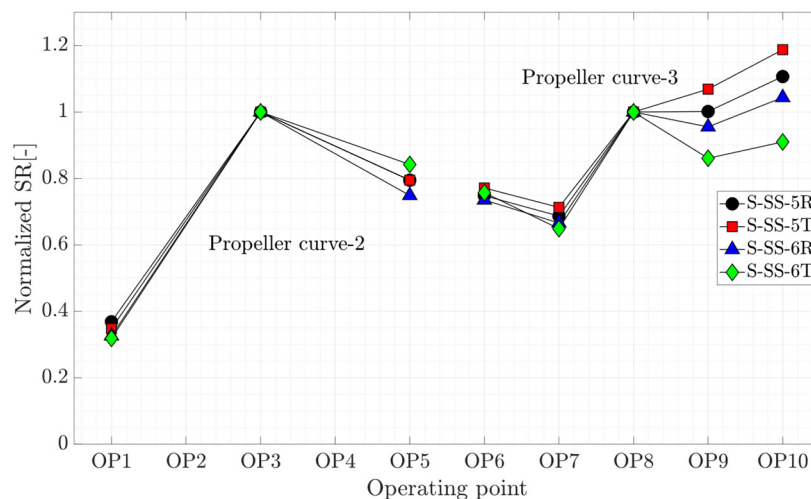 1.2
1
0.8
0.6
0.4
0.2
0
Normalized SR[-]
Propeller curve-3
Propeller curve-2
S-SS-5R
S-SS-5T
S-SS-6R
S-SS-6T
OP1 OP2 OP3 OP4 OP5 OP6 OP7 OP8 OP9 OP10
Operating point